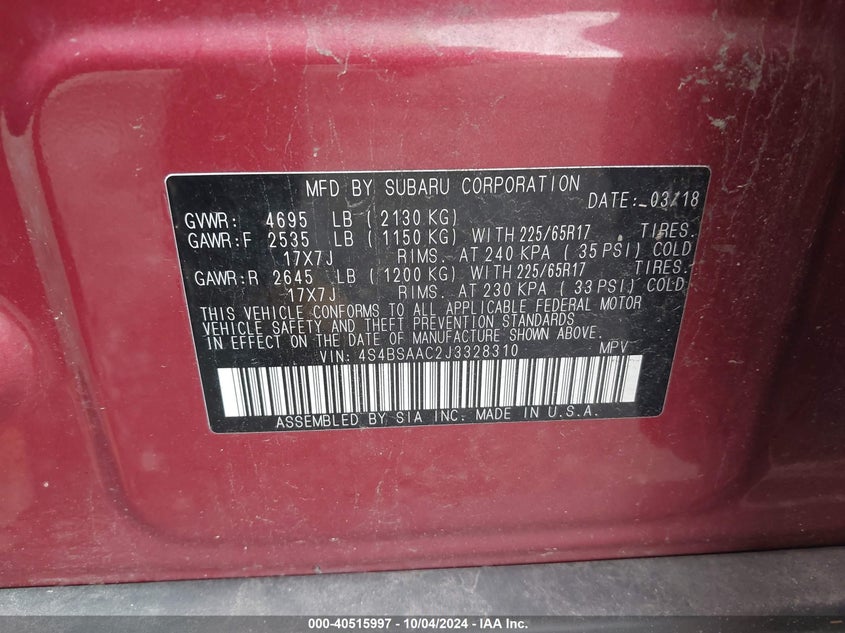 MFD BY SUBARU CORPORATION
DATE: 03/18
GVWR: 4695 LB ( 2130 KG)
GAWR:F 2535 LB ( 1150 KG) WITH 225/65R17 TIRES.
17X7J RIMS. AT 240 KPA ( 35 PSI) COLD
GAWR:R 2645 LB ( 1200 KG) WITH 225/65R17 TIRES.
17X7J RIMS. AT 230 KPA ( 33 PSI) COLD
THIS VEHICLE CONFORMS TO ALL APPLICABLE FEDERAL MOTOR
VEHICLE SAFETY AND THEFT PREVENTION STANDARDS
IN EFFECT ON THE DATE OF MANUFACTURE SHOWN ABOVE.
VIN: 4S4BSAAC2J3328310 MPV
ASSEMBLED BY SIA INC. MADE IN U.S.A.
000-40515997 - 10/04/2024 - IAA Inc.